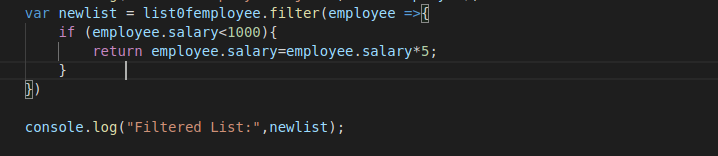 var newlist = list0femployee.filter(employee =>{
if (employee.salary<1000){
return employee.salary=employee.salary*5;
}
})
console.log("Filtered List:",newlist);